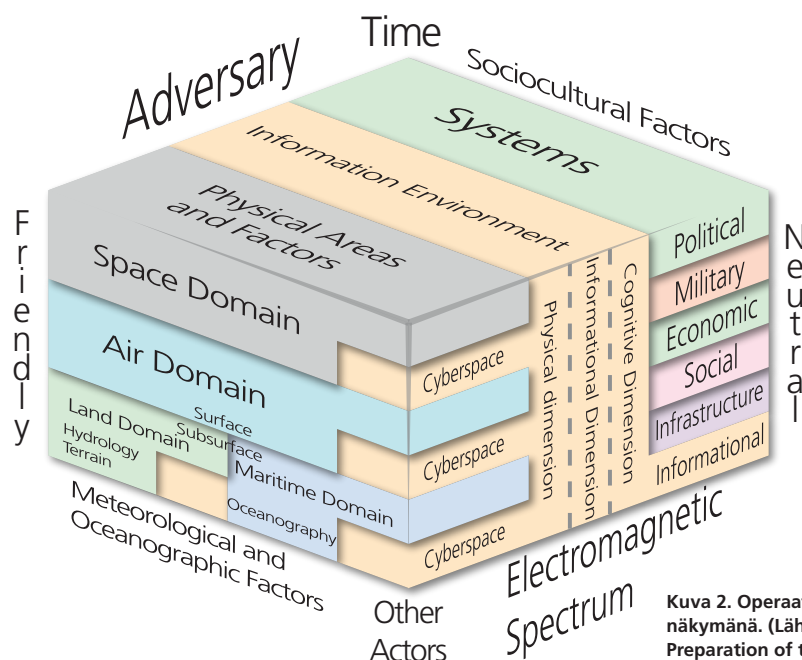 Time
Adversary
Sociocultural Factors
Systems
Information Environment
Physical Areas
and Factors
Friendly
Neutral
Space Domain
Air Domain
Land Domain
Surface
Subsurface
Hydrology
Terrain
Maritime Domain
Oceanography
Cyberspace
Cyberspace
Cyberspace
Physical dimension
Informational Dimension
Cognitive Dimension
Political
Military
Economic
Social
Infrastructure
Informational
Meteorological and
Oceanographic Factors
Other
Actors
Electromagnetic
Spectrum
Kuva 2. Operaat
näkymänä. (Läh
Preparation of t